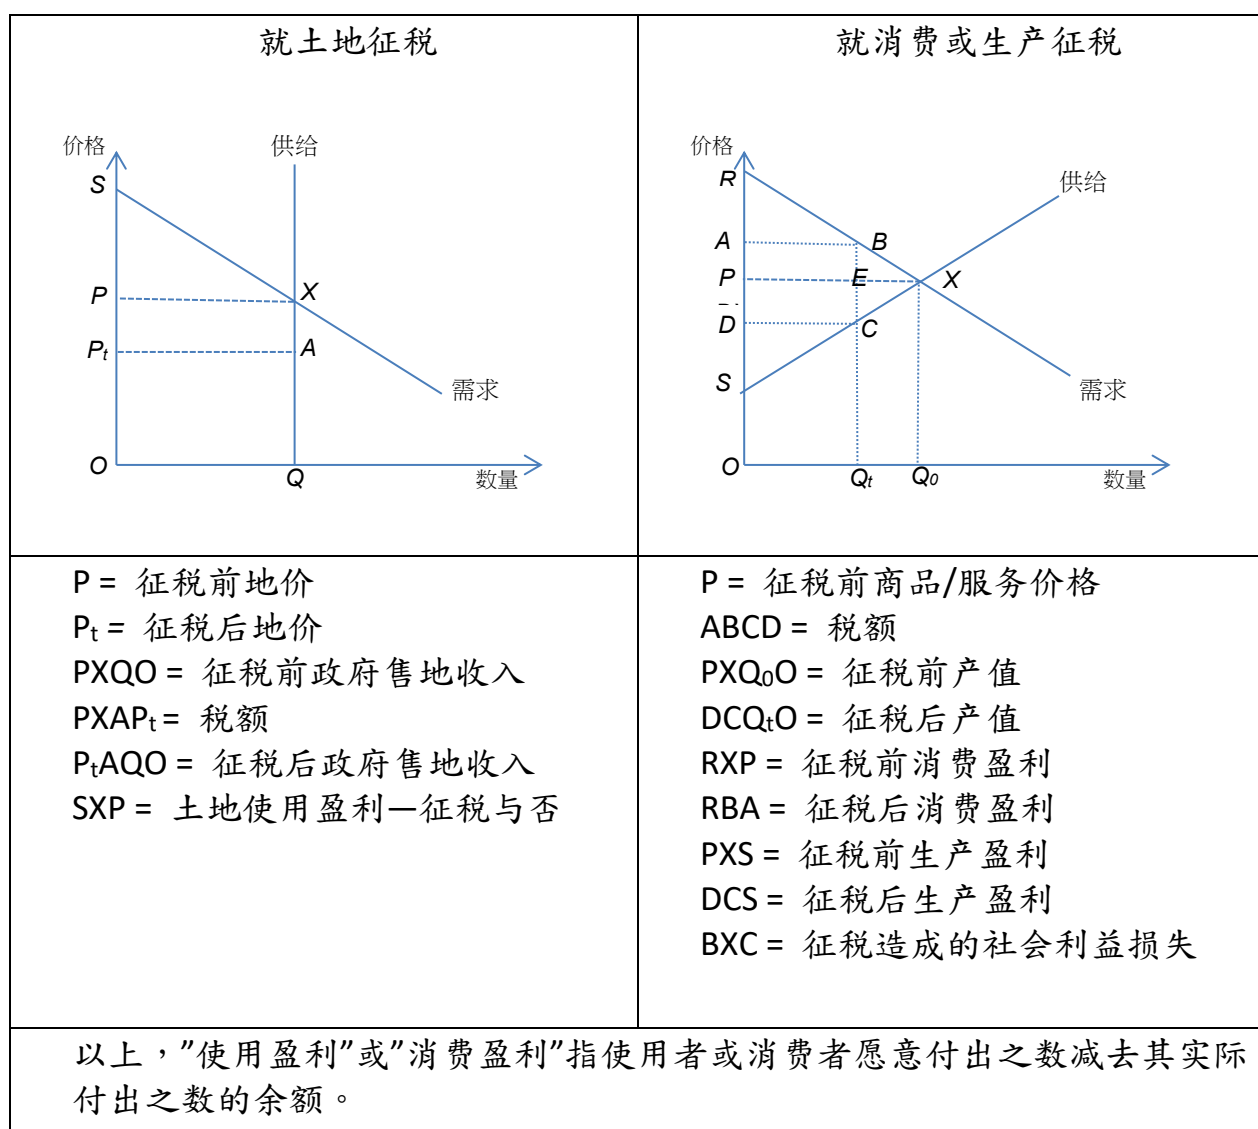 就土地征税
价格
供给
S
P
X
Pt
A
需求
O
Q
数量
就消费或生产征税
价格
R
供给
A
B
P
E
X
D
C
S
需求
O
Qt
Q0
数量
P = 征税前地价
Pt = 征税后地价
PXQO = 征税前政府售地收入
PXAPt = 税额
PtAQO = 征税后政府售地收入
SXP = 土地使用盈利—征税与否
P = 征税前商品/服务价格
ABCD = 税额
PXQ0O = 征税前产值
DCQtO = 征税后产值
RXP = 征税前消费盈利
RBA = 征税后消费盈利
PXS = 征税前生产盈利
DCS = 征税后生产盈利
BXC = 征税造成的社会利益损失
以上，"使用盈利"或"消费盈利"指使用者或消费者愿意付出之数减去其实际
付出之数的余额。